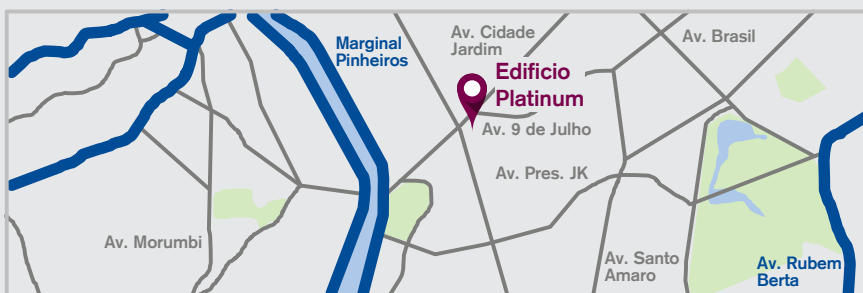 Marginal
Pinheiros
Av. Cidade
Jardim
Av. Brasil
Edificio
Platinum
Av. 9 de Julho
Av. Pres. JK
Av. Morumbi
Av. Santo
Amaro
Av. Rubem
Berta